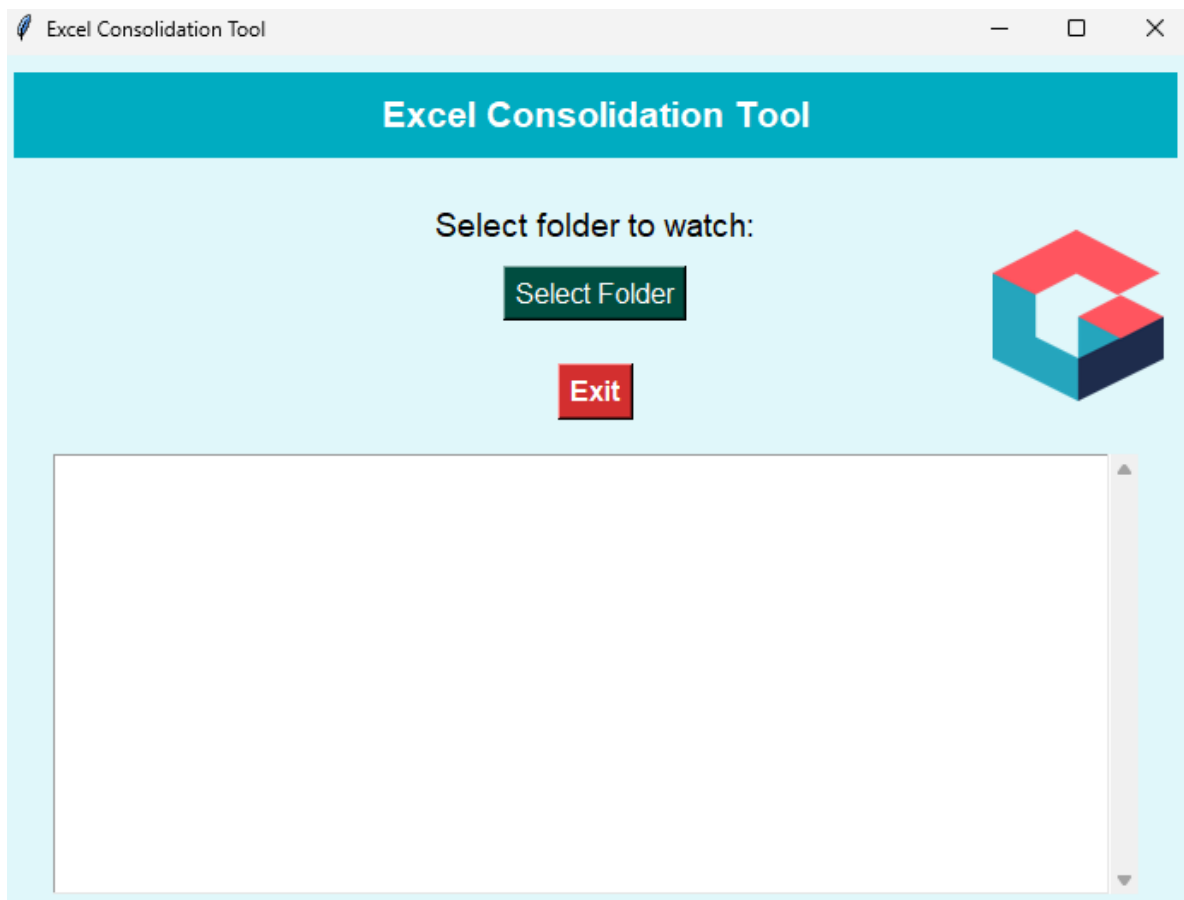 Excel Consolidation Tool
Excel Consolidation Tool
Select folder to watch:
Select Folder
Exit